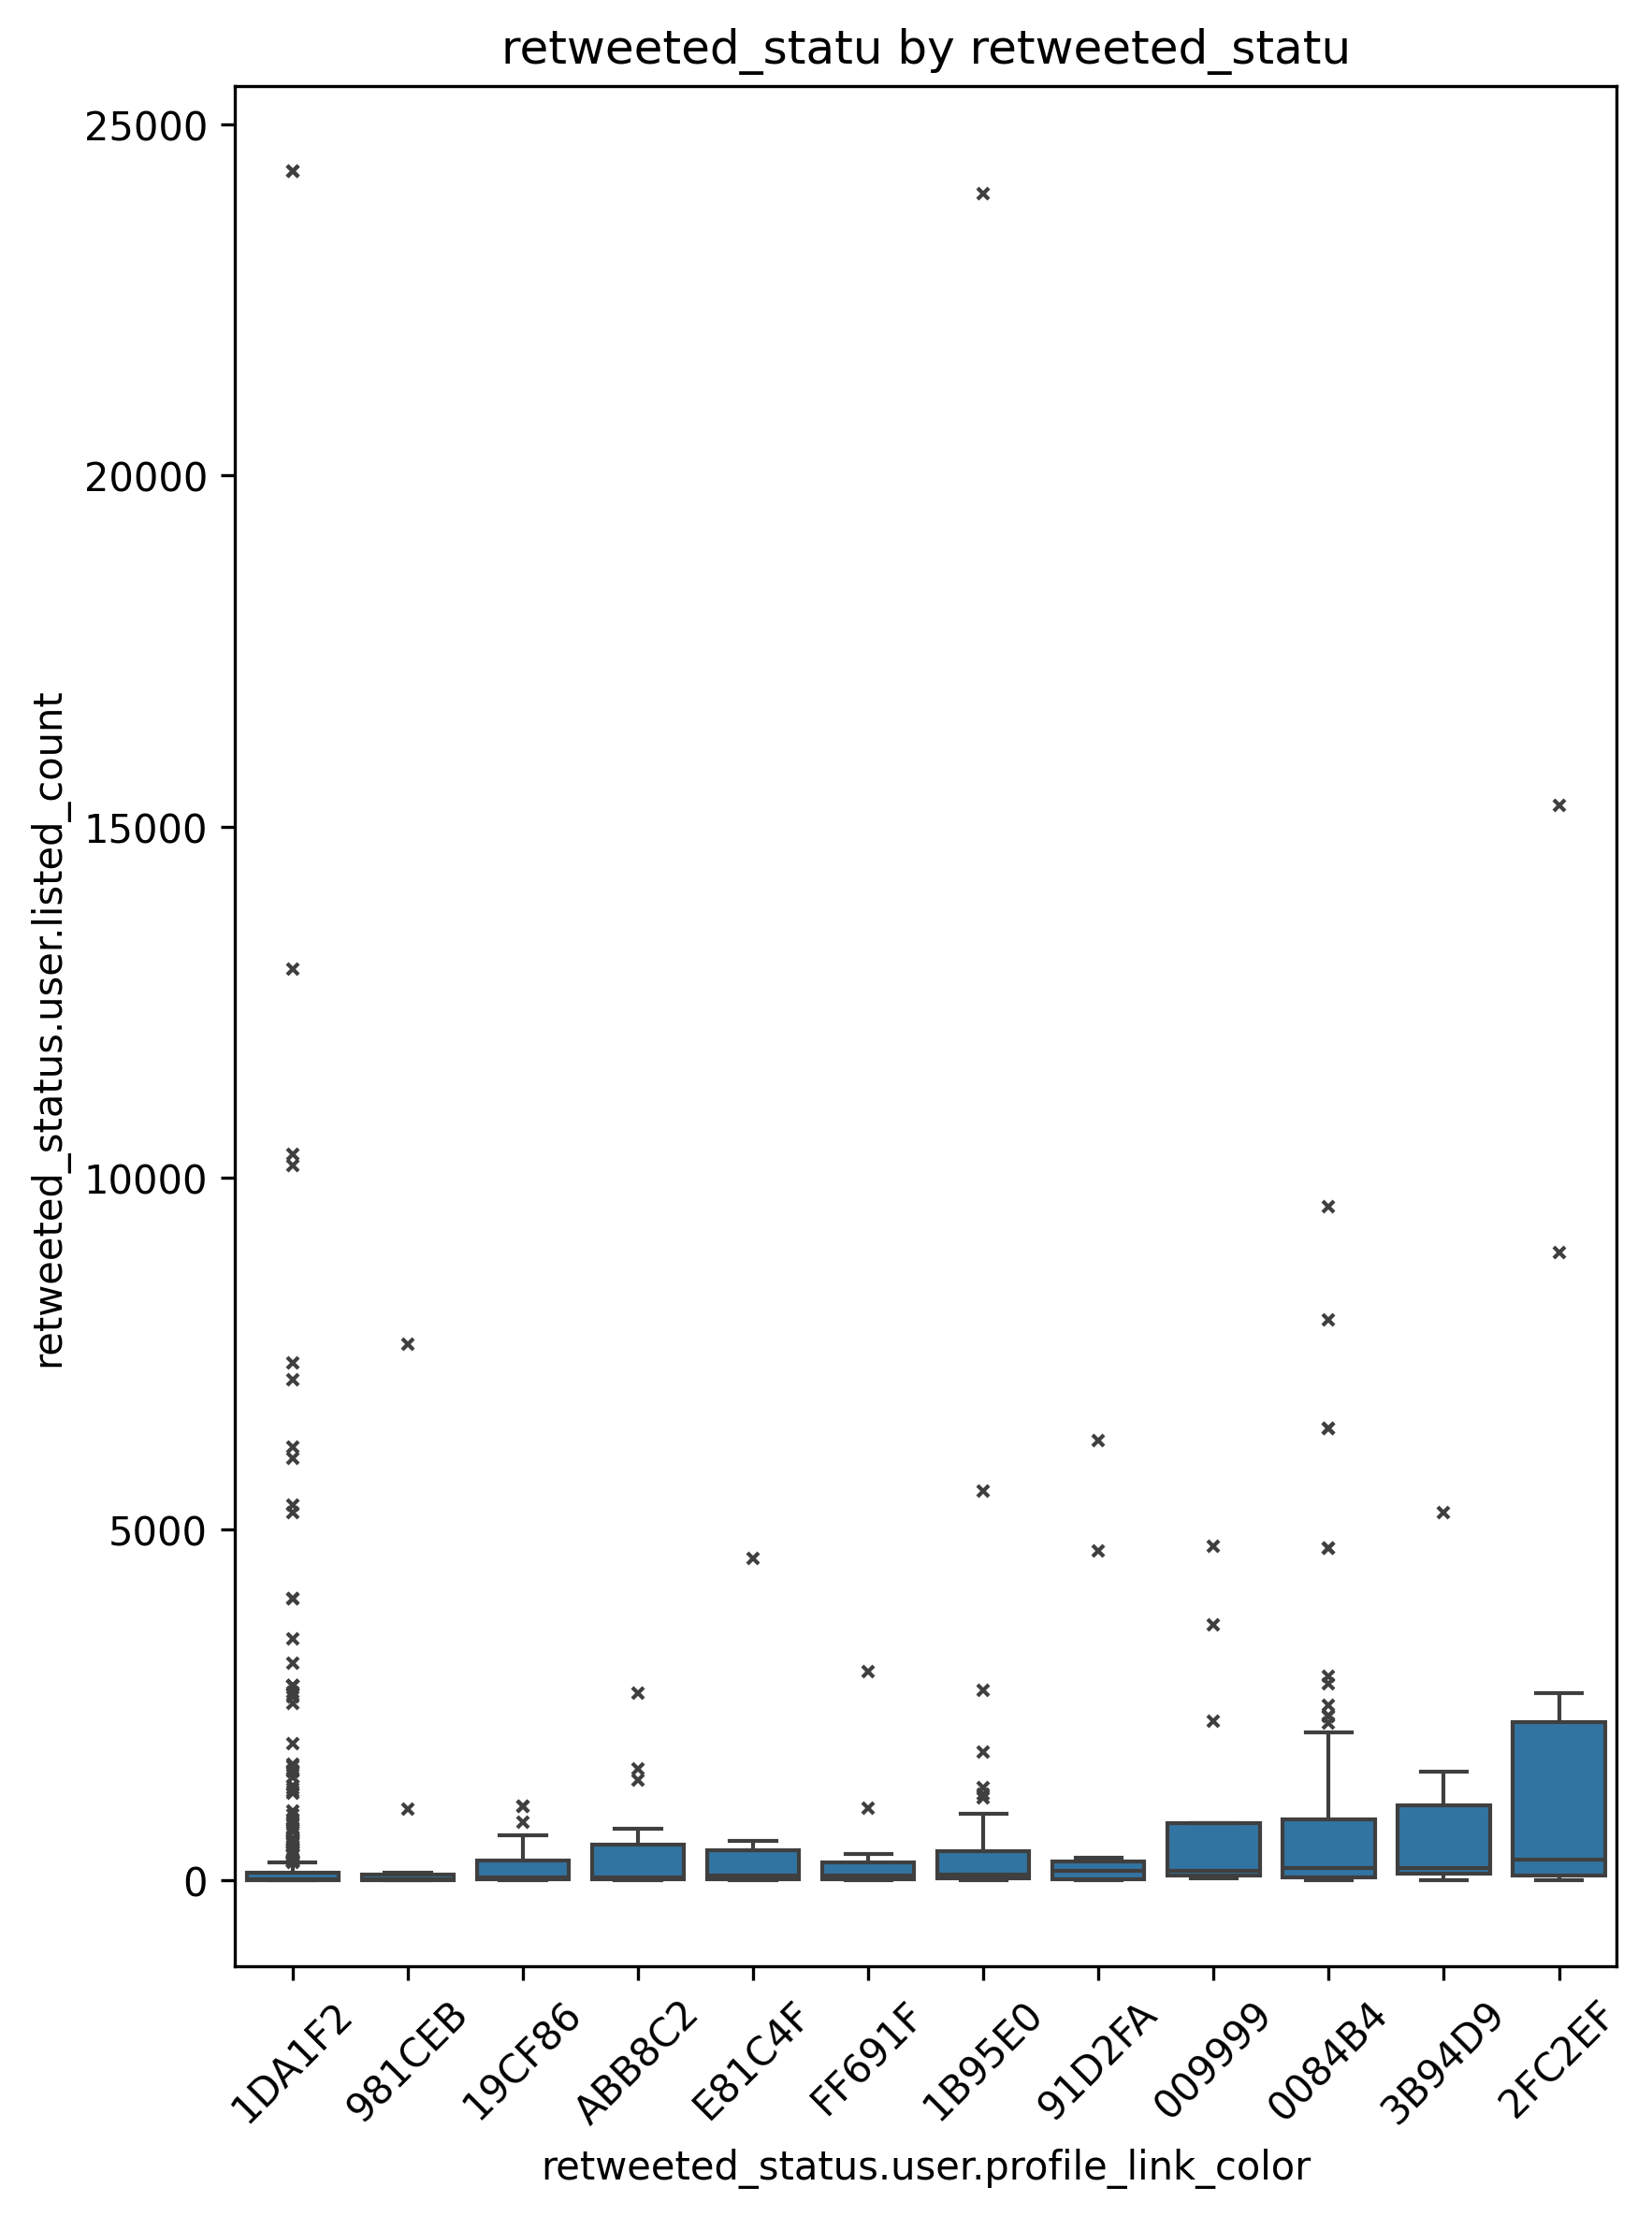 retweeted_statu by retweeted_statu
retweeted_status.user.listed_count
25000
20000
15000
10000
5000
0
1DA1F2
981CEB
19CF86
ABB8C2
E81C4F
FF691F
1B95E0
91D2FA
009999
0084B4
3B94D9
2FC2EF
retweeted_status.user.profile_link_color